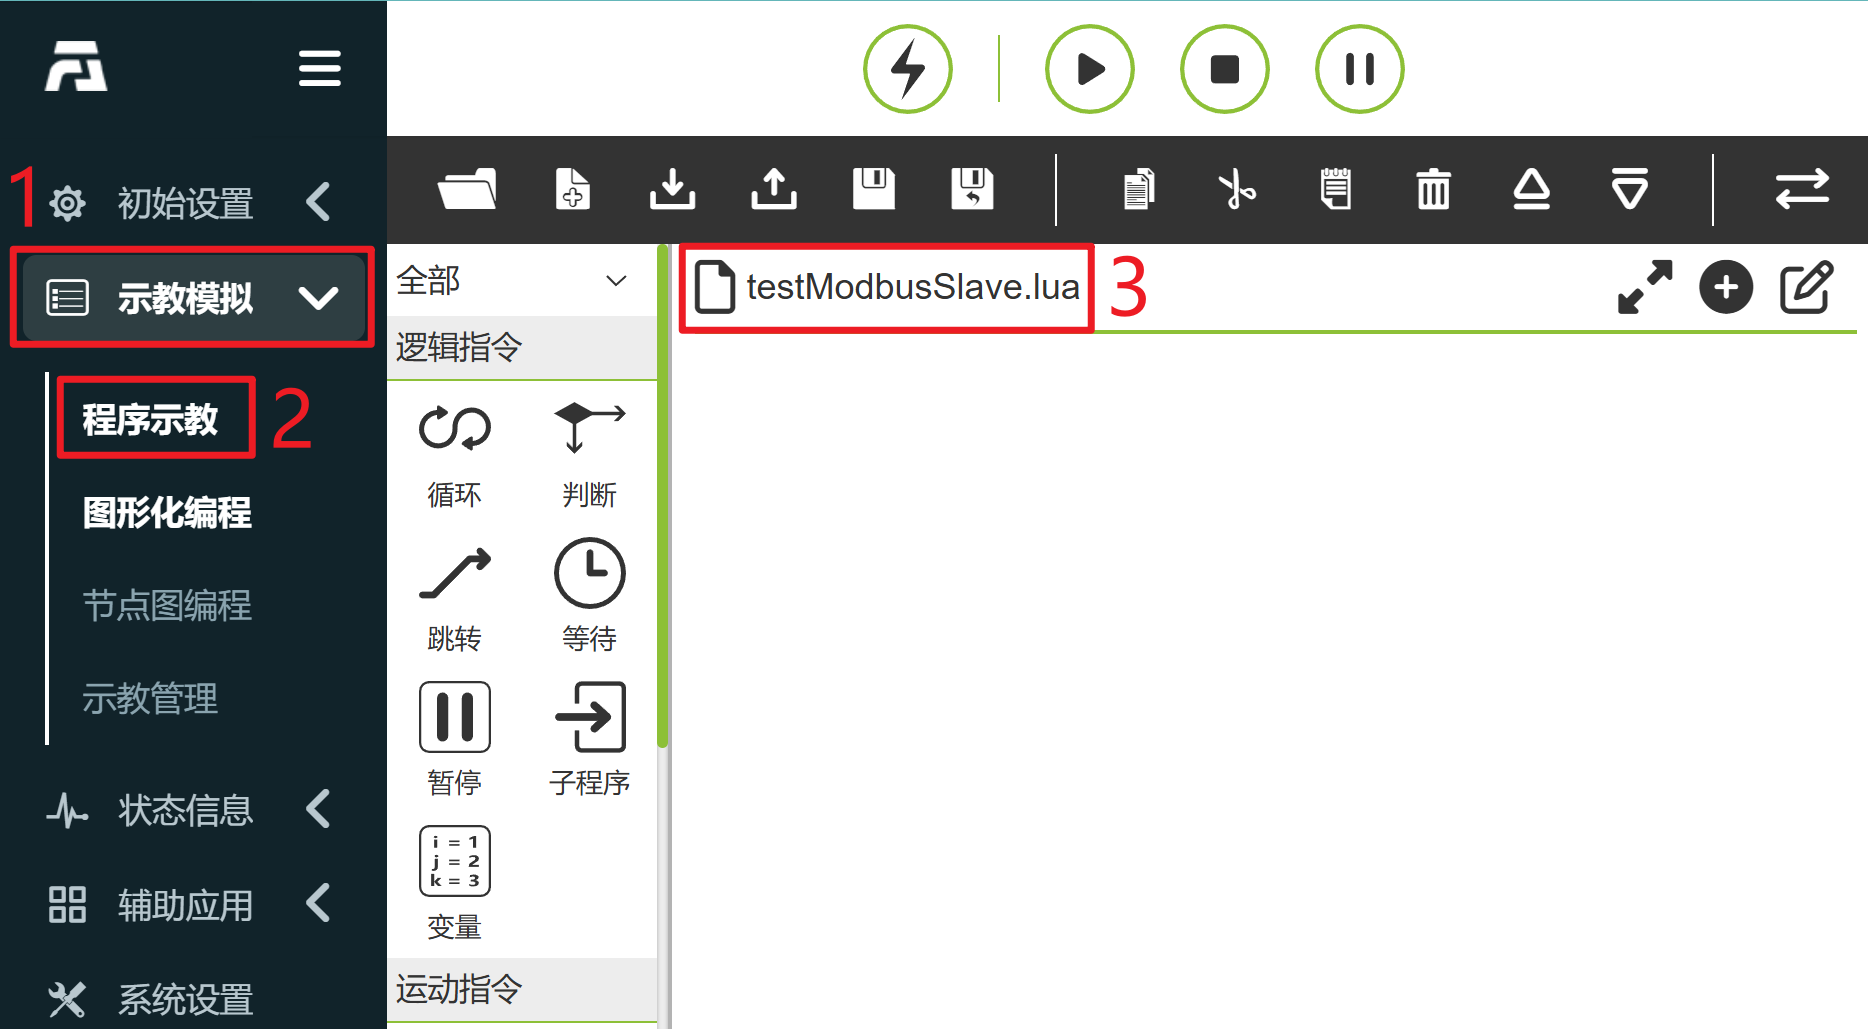 1
初始设置
示教模拟
程序示教
2
图形化编程
节点图编程
示教管理
状态信息
辅助应用
系统设置
全部
逻辑指令
循环
判断
跳转
等待
暂停
子程序
i = 1
j = 2
k = 3
变量
运动指令
testModbusSlave.lua
3